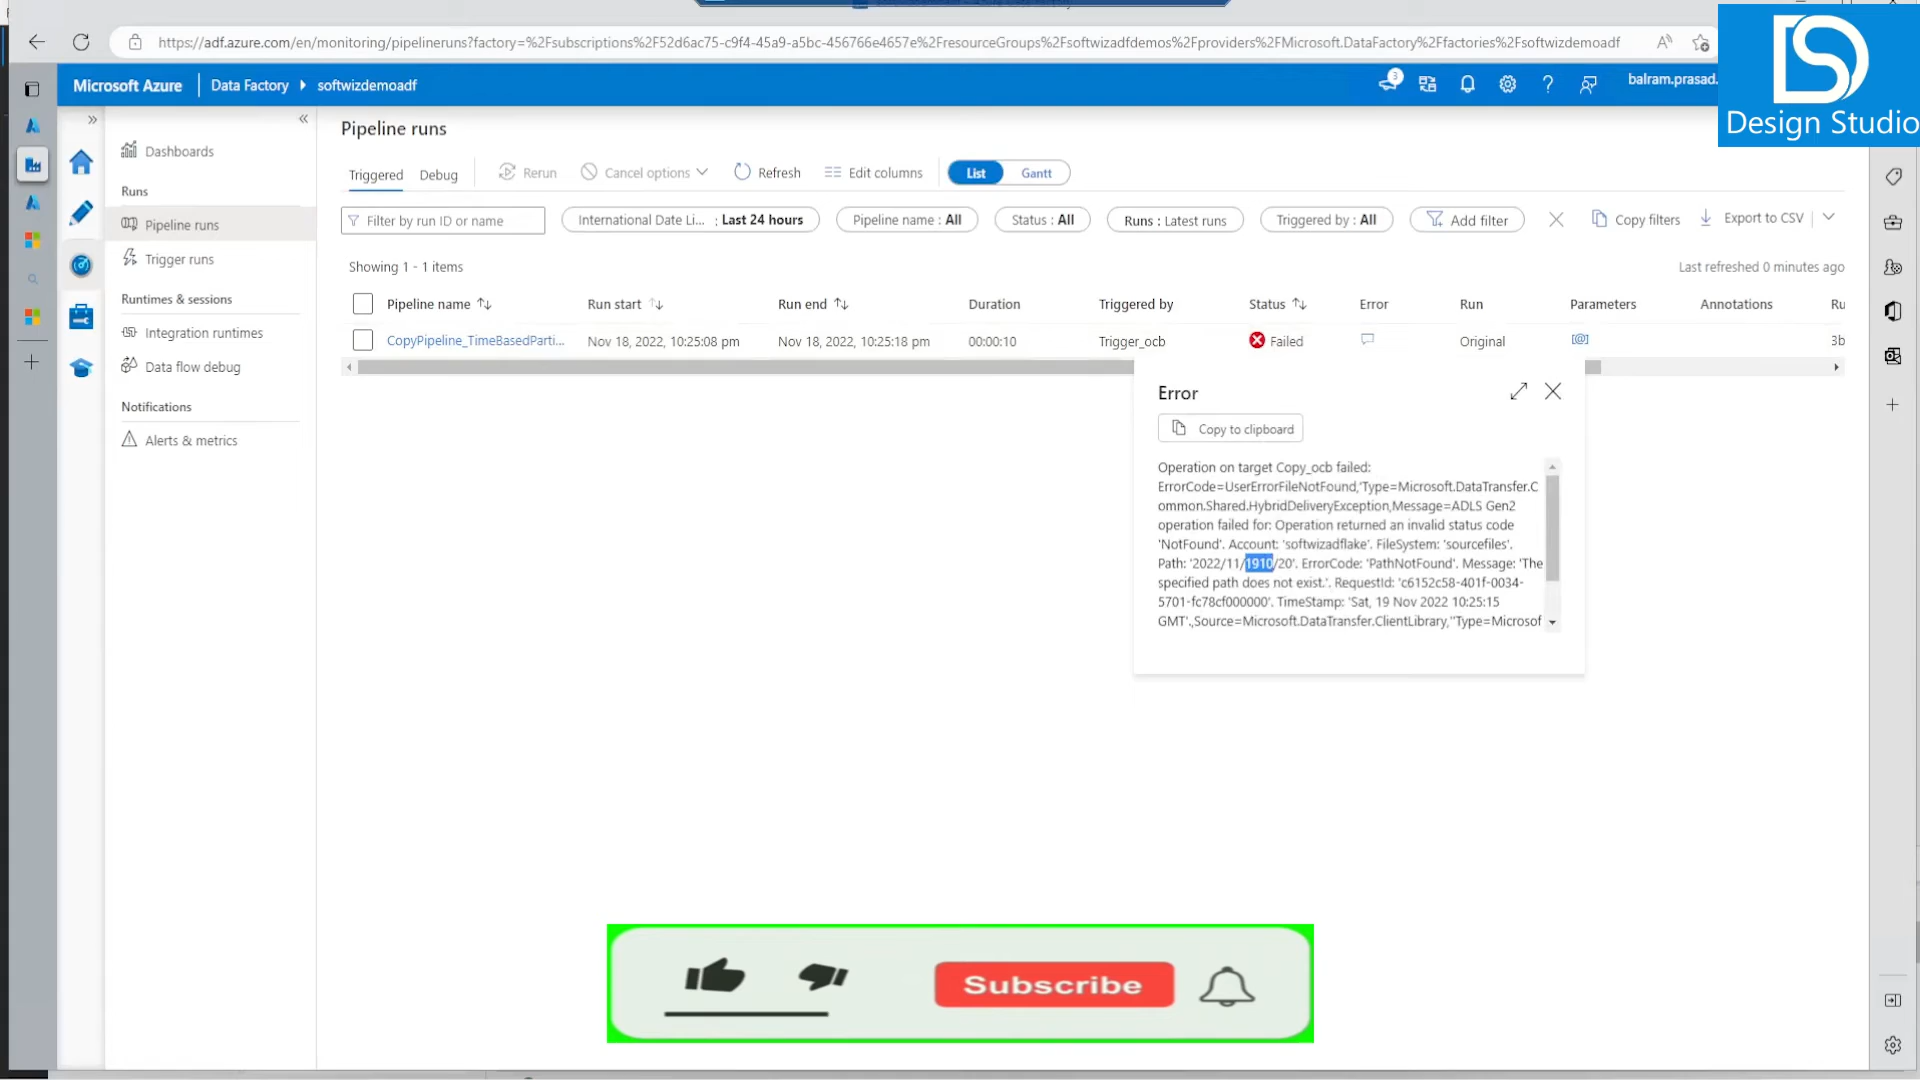 https://adf.azure.com/en/monitoring/pipelineruns?factory=%2Fsubscriptions%2F52d6ac75-c9f4-45a9-a5bc-456766e4657e%2FresourceGroups%2Fsoftwizadfdemos%2Fproviders%2FMicrosoft.DataFactory%2Ffactories%2Fsoftwizdemoadf
Microsoft Azure
Data Factory
softwizdemoadf
3
balram.prasad.
Design Studio
Dashboards
Runs
Pipeline runs
Trigger runs
Runtimes & sessions
Integration runtimes
Data flow debug
Notifications
Alerts & metrics
Pipeline runs
Triggered
Debug
Rerun
Cancel options
Refresh
Edit columns
List
Gantt
Filter by run ID or name
International Date Li... : Last 24 hours
Pipeline name : All
Status : All
Runs : Latest runs
Triggered by : All
Add filter
Copy filters
Export to CSV
Showing 1 - 1 items
Last refreshed 0 minutes ago
Pipeline name Run start Run end Duration Triggered by Status Error Run Parameters Annotations Ru
CopyPipeline_TimeBasedParti... Nov 18, 2022, 10:25:08 pm Nov 18, 2022, 10:25:18 pm 00:00:10 Trigger_ocb Failed Original [@] 3b
Error
Copy to clipboard
Operation on target Copy_ocb failed:
ErrorCode=UserErrorFileNotFound,'Type=Microsoft.DataTransfer.C
ommon.Shared.HybridDeliveryException,Message=ADLS Gen2
operation failed for: Operation returned an invalid status code
'NotFound'. Account: 'softwizadflake'. FileSystem: 'sourcefiles'.
Path: '2022/11/1910/20'. ErrorCode: 'PathNotFound'. Message: 'The
specified path does not exist.'. RequestId: 'c6152c58-401f-0034-
5701-fc78cf000000'. TimeStamp: 'Sat, 19 Nov 2022 10:25:15
GMT'.,Source=Microsoft.DataTransfer.ClientLibrary,''Type=Microsof
Subscribe